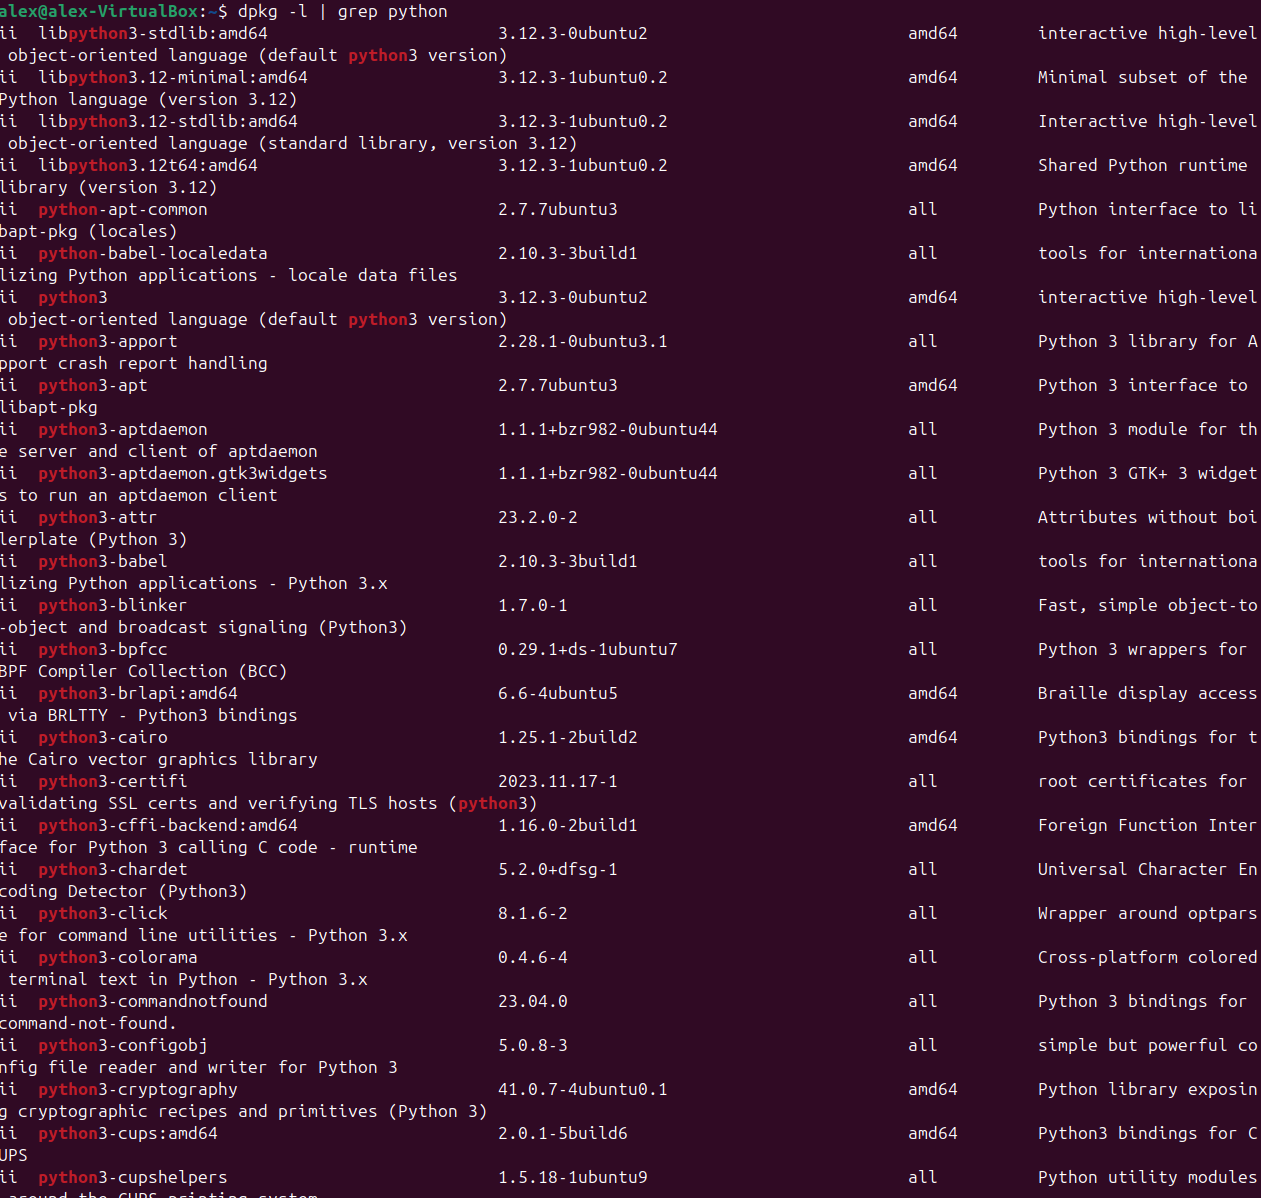 alex@alex-VirtualBox:~$ dpkg -l | grep python
ii  libpython3-stdlib:amd64                       3.12.3-0ubuntu2                          amd64        interactive high-level
 object-oriented language (default python3 version)
ii  libpython3.12-minimal:amd64                   3.12.3-1ubuntu0.2                        amd64        Minimal subset of the
Python language (version 3.12)
ii  libpython3.12-stdlib:amd64                    3.12.3-1ubuntu0.2                        amd64        Interactive high-level
 object-oriented language (standard library, version 3.12)
ii  libpython3.12t64:amd64                        3.12.3-1ubuntu0.2                        amd64        Shared Python runtime
library (version 3.12)
ii  python-apt-common                             2.7.7ubuntu3                             all          Python interface to li
bapt-pkg (locales)
ii  python-babel-localedata                       2.10.3-3build1                           all          tools for internationa
lizing Python applications - locale data files
ii  python3                                       3.12.3-0ubuntu2                          amd64        interactive high-level
 object-oriented language (default python3 version)
ii  python3-apport                                2.28.1-0ubuntu3.1                        all          Python 3 library for A
pport crash report handling
ii  python3-apt                                   2.7.7ubuntu3                             amd64        Python 3 interface to
libapt-pkg
ii  python3-aptdaemon                             1.1.1+bzr982-0ubuntu44                   all          Python 3 module for th
e server and client of aptdaemon
ii  python3-aptdaemon.gtk3widgets                 1.1.1+bzr982-0ubuntu44                   all          Python 3 GTK+ 3 widget
s to run an aptdaemon client
ii  python3-attr                                  23.2.0-2                                 all          Attributes without boi
lerplate (Python 3)
ii  python3-babel                                 2.10.3-3build1                           all          tools for internationa
lizing Python applications - Python 3.x
ii  python3-blinker                               1.7.0-1                                  all          Fast, simple object-to
-object and broadcast signaling (Python3)
ii  python3-bpfcc                                 0.29.1+ds-1ubuntu7                       all          Python 3 wrappers for
BPF Compiler Collection (BCC)
ii  python3-brlapi:amd64                          6.6-4ubuntu5                             amd64        Braille display access
 via BRLTTY - Python3 bindings
ii  python3-cairo                                 1.25.1-2build2                           amd64        Python3 bindings for t
he Cairo vector graphics library
ii  python3-certifi                               2023.11.17-1                             all          root certificates for
validating SSL certs and verifying TLS hosts (python3)
ii  python3-cffi-backend:amd64                    1.16.0-2build1                           amd64        Foreign Function Inter
face for Python 3 calling C code - runtime
ii  python3-chardet                               5.2.0+dfsg-1                             all          Universal Character En
coding Detector (Python3)
ii  python3-click                                 8.1.6-2                                  all          Wrapper around optpars
e for command line utilities - Python 3.x
ii  python3-colorama                              0.4.6-4                                  all          Cross-platform colored
 terminal text in Python - Python 3.x
ii  python3-commandnotfound                       23.04.0                                  all          Python 3 bindings for
command-not-found.
ii  python3-configobj                             5.0.8-3                                  all          simple but powerful co
nfig file reader and writer for Python 3
ii  python3-cryptography                          41.0.7-4ubuntu0.1                        amd64        Python library exposin
g cryptographic recipes and primitives (Python 3)
ii  python3-cups:amd64                            2.0.1-5build6                            amd64        Python3 bindings for C
UPS
ii  python3-cupshelpers                           1.5.18-1ubuntu9                          all          Python utility modules
 around the CUPS printing system